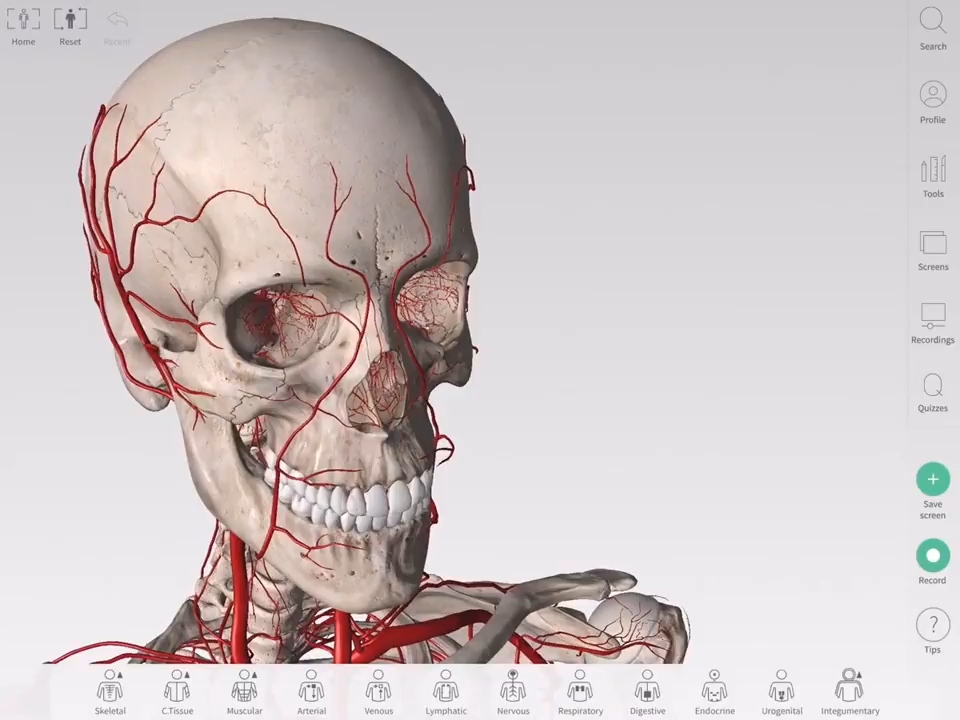 Home
Reset
Recent
Search
Profile
Tools
Screens
Recordings
Quizzes
Save
screen
Record
?
Tips
Skeletal
C.Tissue
Muscular
Arterial
Venous
Lymphatic
Nervous
Respiratory
Digestive
Endocrine
Urogenital
Integumentary